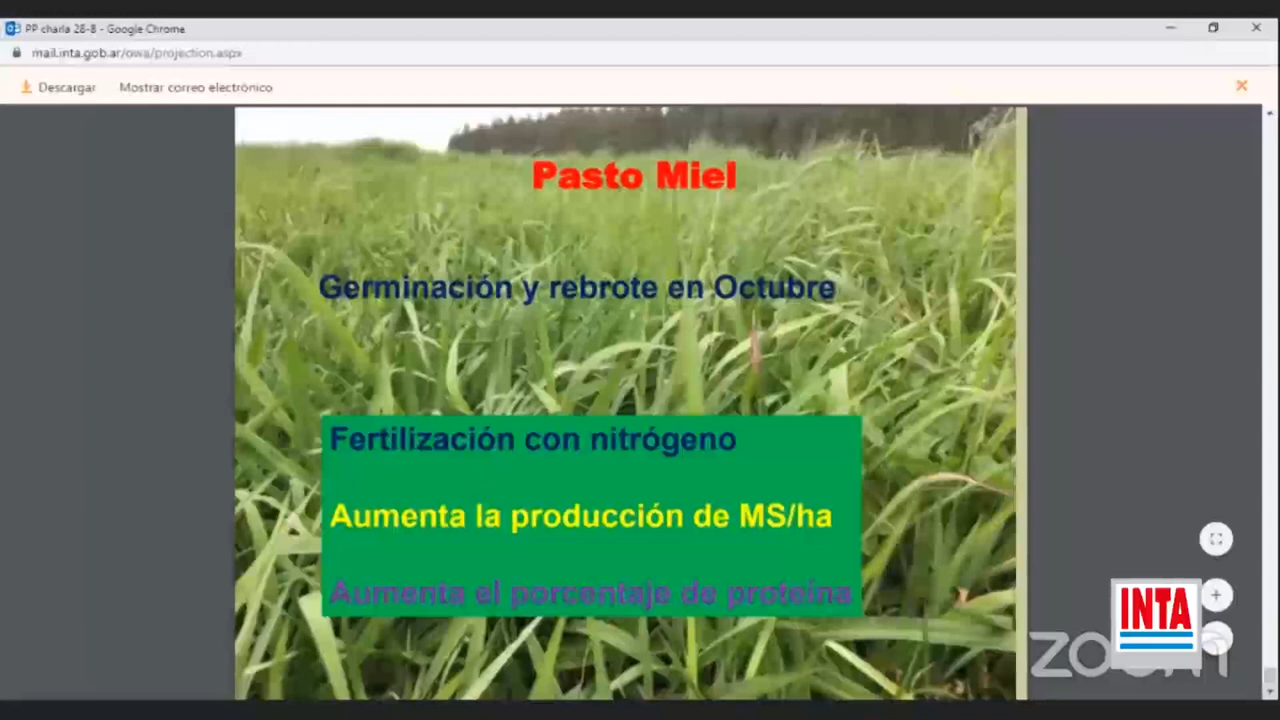 PP charla 28-8 - Google Chrome
mail.inta.gob.ar/owa/projection.aspx
Descargar Mostrar correo electrónico
Pasto Miel
Germinación y rebrote en Octubre
Fertilización con nitrógeno
Aumenta la producción de MS/ha
Aumenta el porcentaje de proteína
INTA
ZOOM